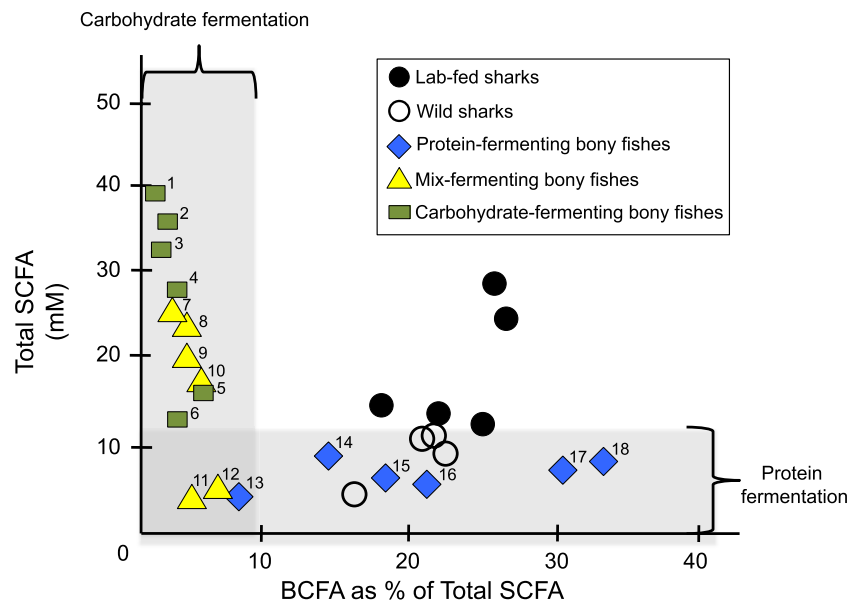 Carbohydrate fermentation
Lab-fed sharks
Wild sharks
Protein-fermenting bony fishes
Mix-fermenting bony fishes
Carbohydrate-fermenting bony fishes
Total SCFA
(mM)
50
40
30
20
10
0
1
2
3
4
7
8
9
10
5
6
11
12
13
14
15
16
17
18
Protein
fermentation
10
20
30
40
BCFA as % of Total SCFA